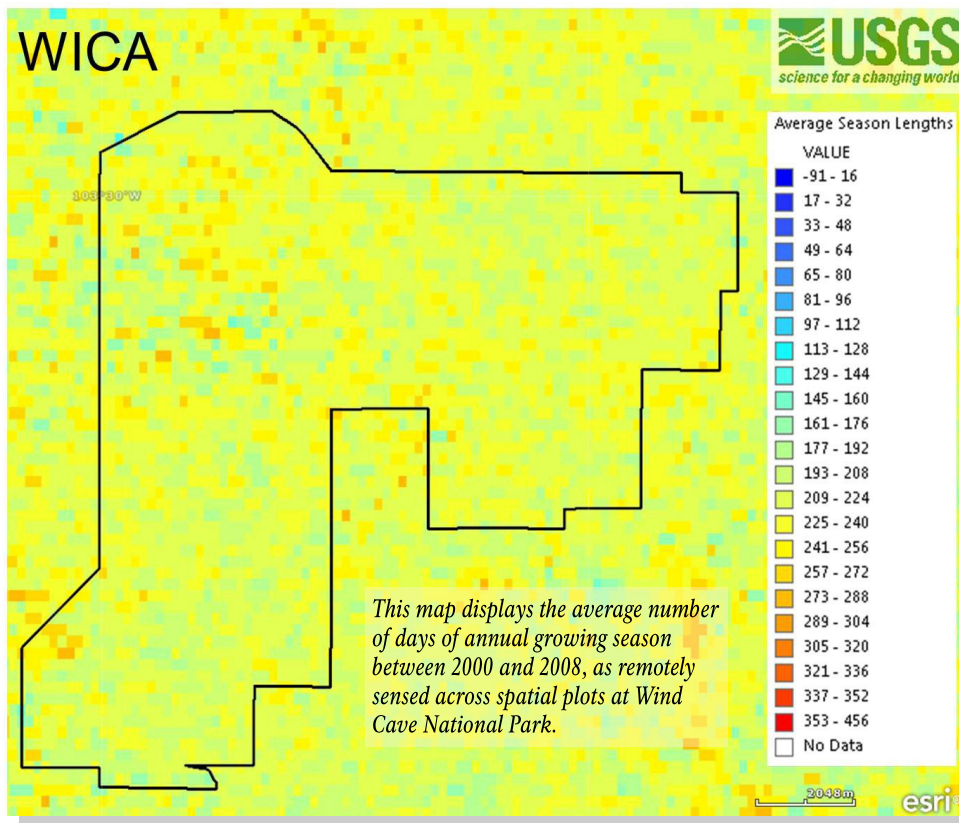 WICA
USGS
science for a changing world
Average Season Lengths
VALUE
-91 - 16
17 - 32
33 - 48
49 - 64
65 - 80
81 - 96
97 - 112
113 - 128
129 - 144
145 - 160
161 - 176
177 - 192
193 - 208
209 - 224
225 - 240
241 - 256
257 - 272
273 - 288
289 - 304
305 - 320
321 - 336
337 - 352
353 - 456
No Data
103°30'W
This map displays the average number
of days of annual growing season
between 2000 and 2008, as remotely
sensed across spatial plots at Wind
Cave National Park.
2048m
esri